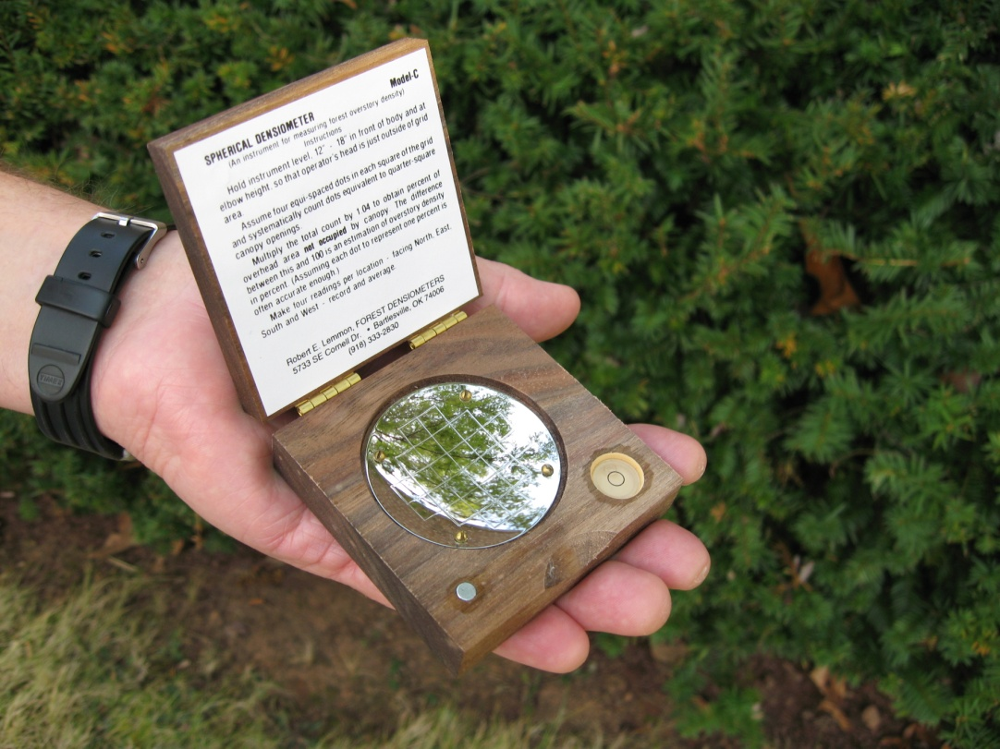 Model-C
SPHERICAL DENSIOMETER
(An instrument for measuring forest overstory density)
Instructions
Hold instrument level, 12" - 18" in front of body and at
elbow height, so that operator's head is just outside of grid
area.
Assume four equi-spaced dots in each square of the grid
and systematically count dots equivalent to quarter-square
canopy openings.
Multiply the total count by 1.04 to obtain percent of
overhead area not occupied by canopy. The difference
between this and 100 is an estimation of overstory density
in percent. (Assuming each dot to represent one percent is
often accurate enough.)
Make four readings per location - facing North, East,
South and West - record and average.
Robert E. Lemmon, FOREST DENSIOMETERS
5733 SE Cornell Dr. • Bartlesville, OK 74006
(918) 333-2830
TIMEX